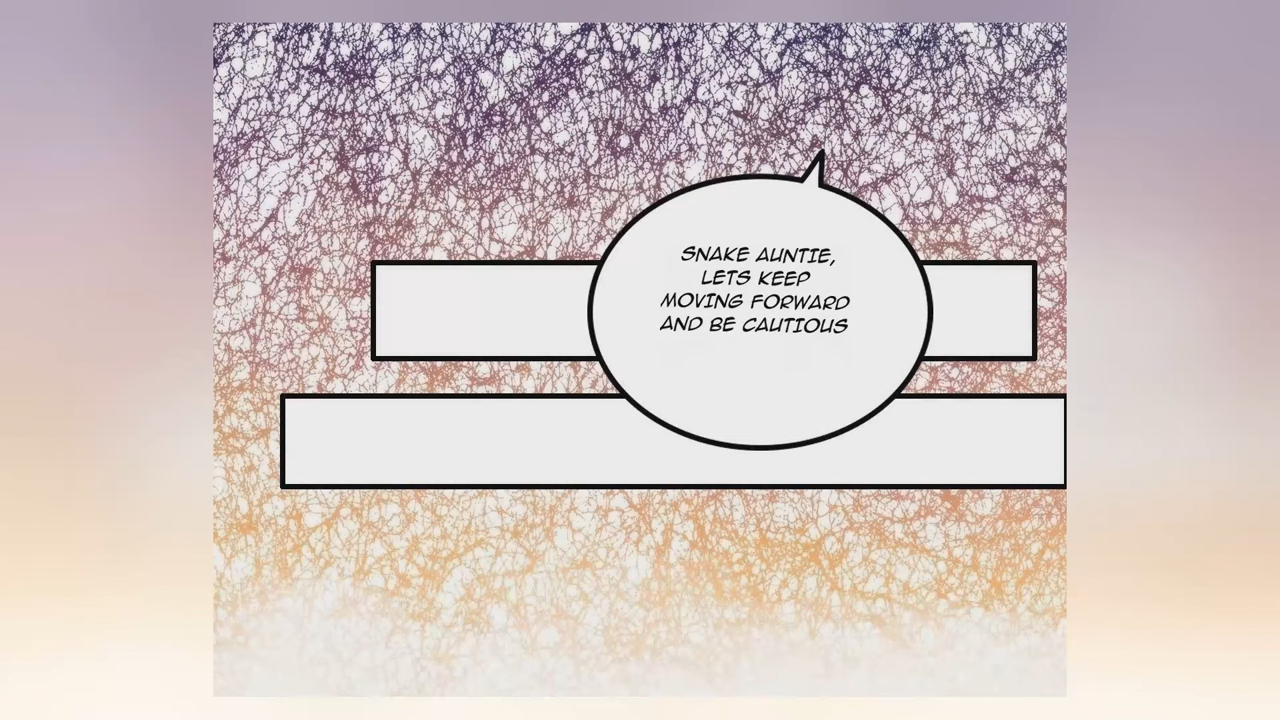 SNAKE AUNTIE,
LETS KEEP
MOVING FORWARD
AND BE CAUTIOUS